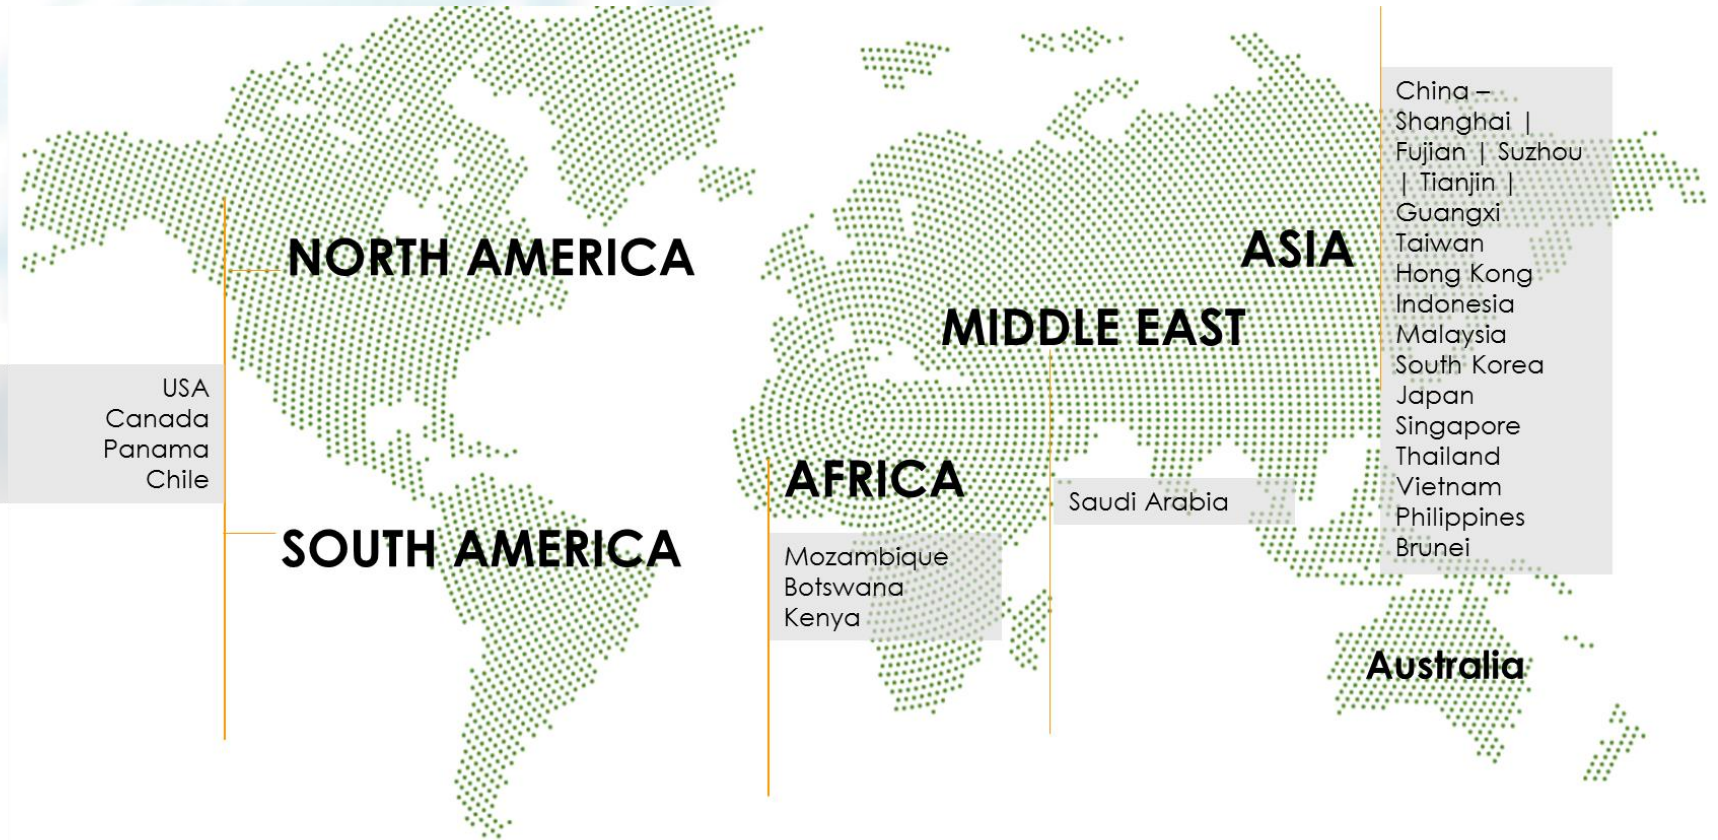 NORTH AMERICA
USA
Canada
Panama
Chile
SOUTH AMERICA
AFRICA
Mozambique
Botswana
Kenya
MIDDLE EAST
Saudi Arabia
ASIA
China –
Shanghai |
Fujian | Suzhou
| Tianjin |
Guangxi
Taiwan
Hong Kong
Indonesia
Malaysia
South Korea
Japan
Singapore
Thailand
Vietnam
Philippines
Brunei
Australia